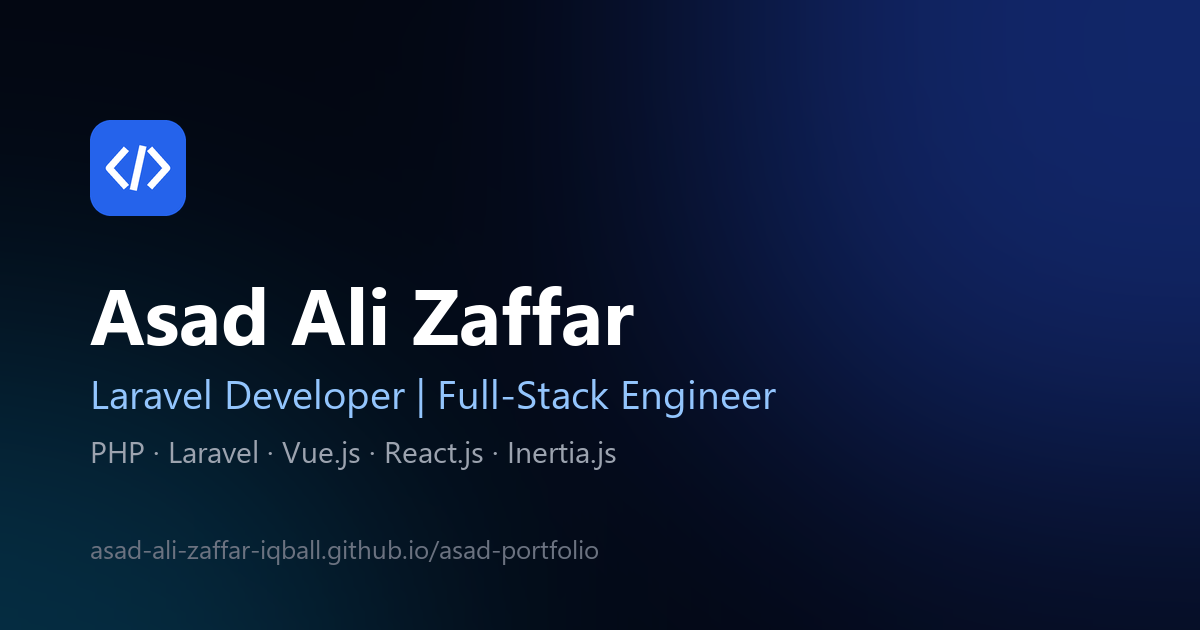 </>
Asad Ali Zaffar
Laravel Developer | Full-Stack Engineer
PHP · Laravel · Vue.js · React.js · Inertia.js
asad-ali-zaffar-iqball.github.io/asad-portfolio